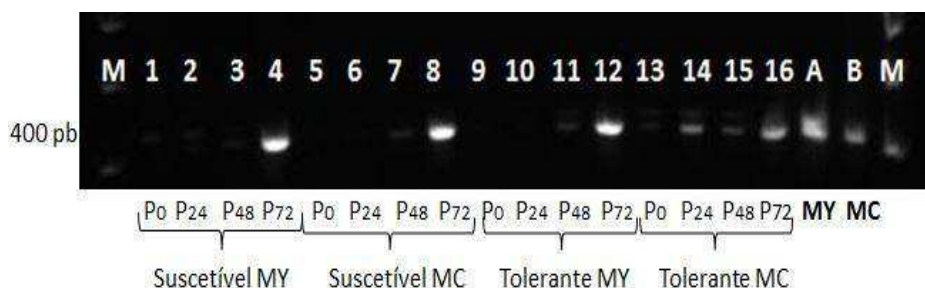 M 1 2 3 4 5 6 7 8 9 10 11 12 13 14 15 16 A B M
400 pb
P0 P24 P48 P72 P0 P24 P48 P72 P0 P24 P48 P72 P0 P24 P48 P72 MY MC
Suscetível MY Suscetível MC Tolerante MY Tolerante MC